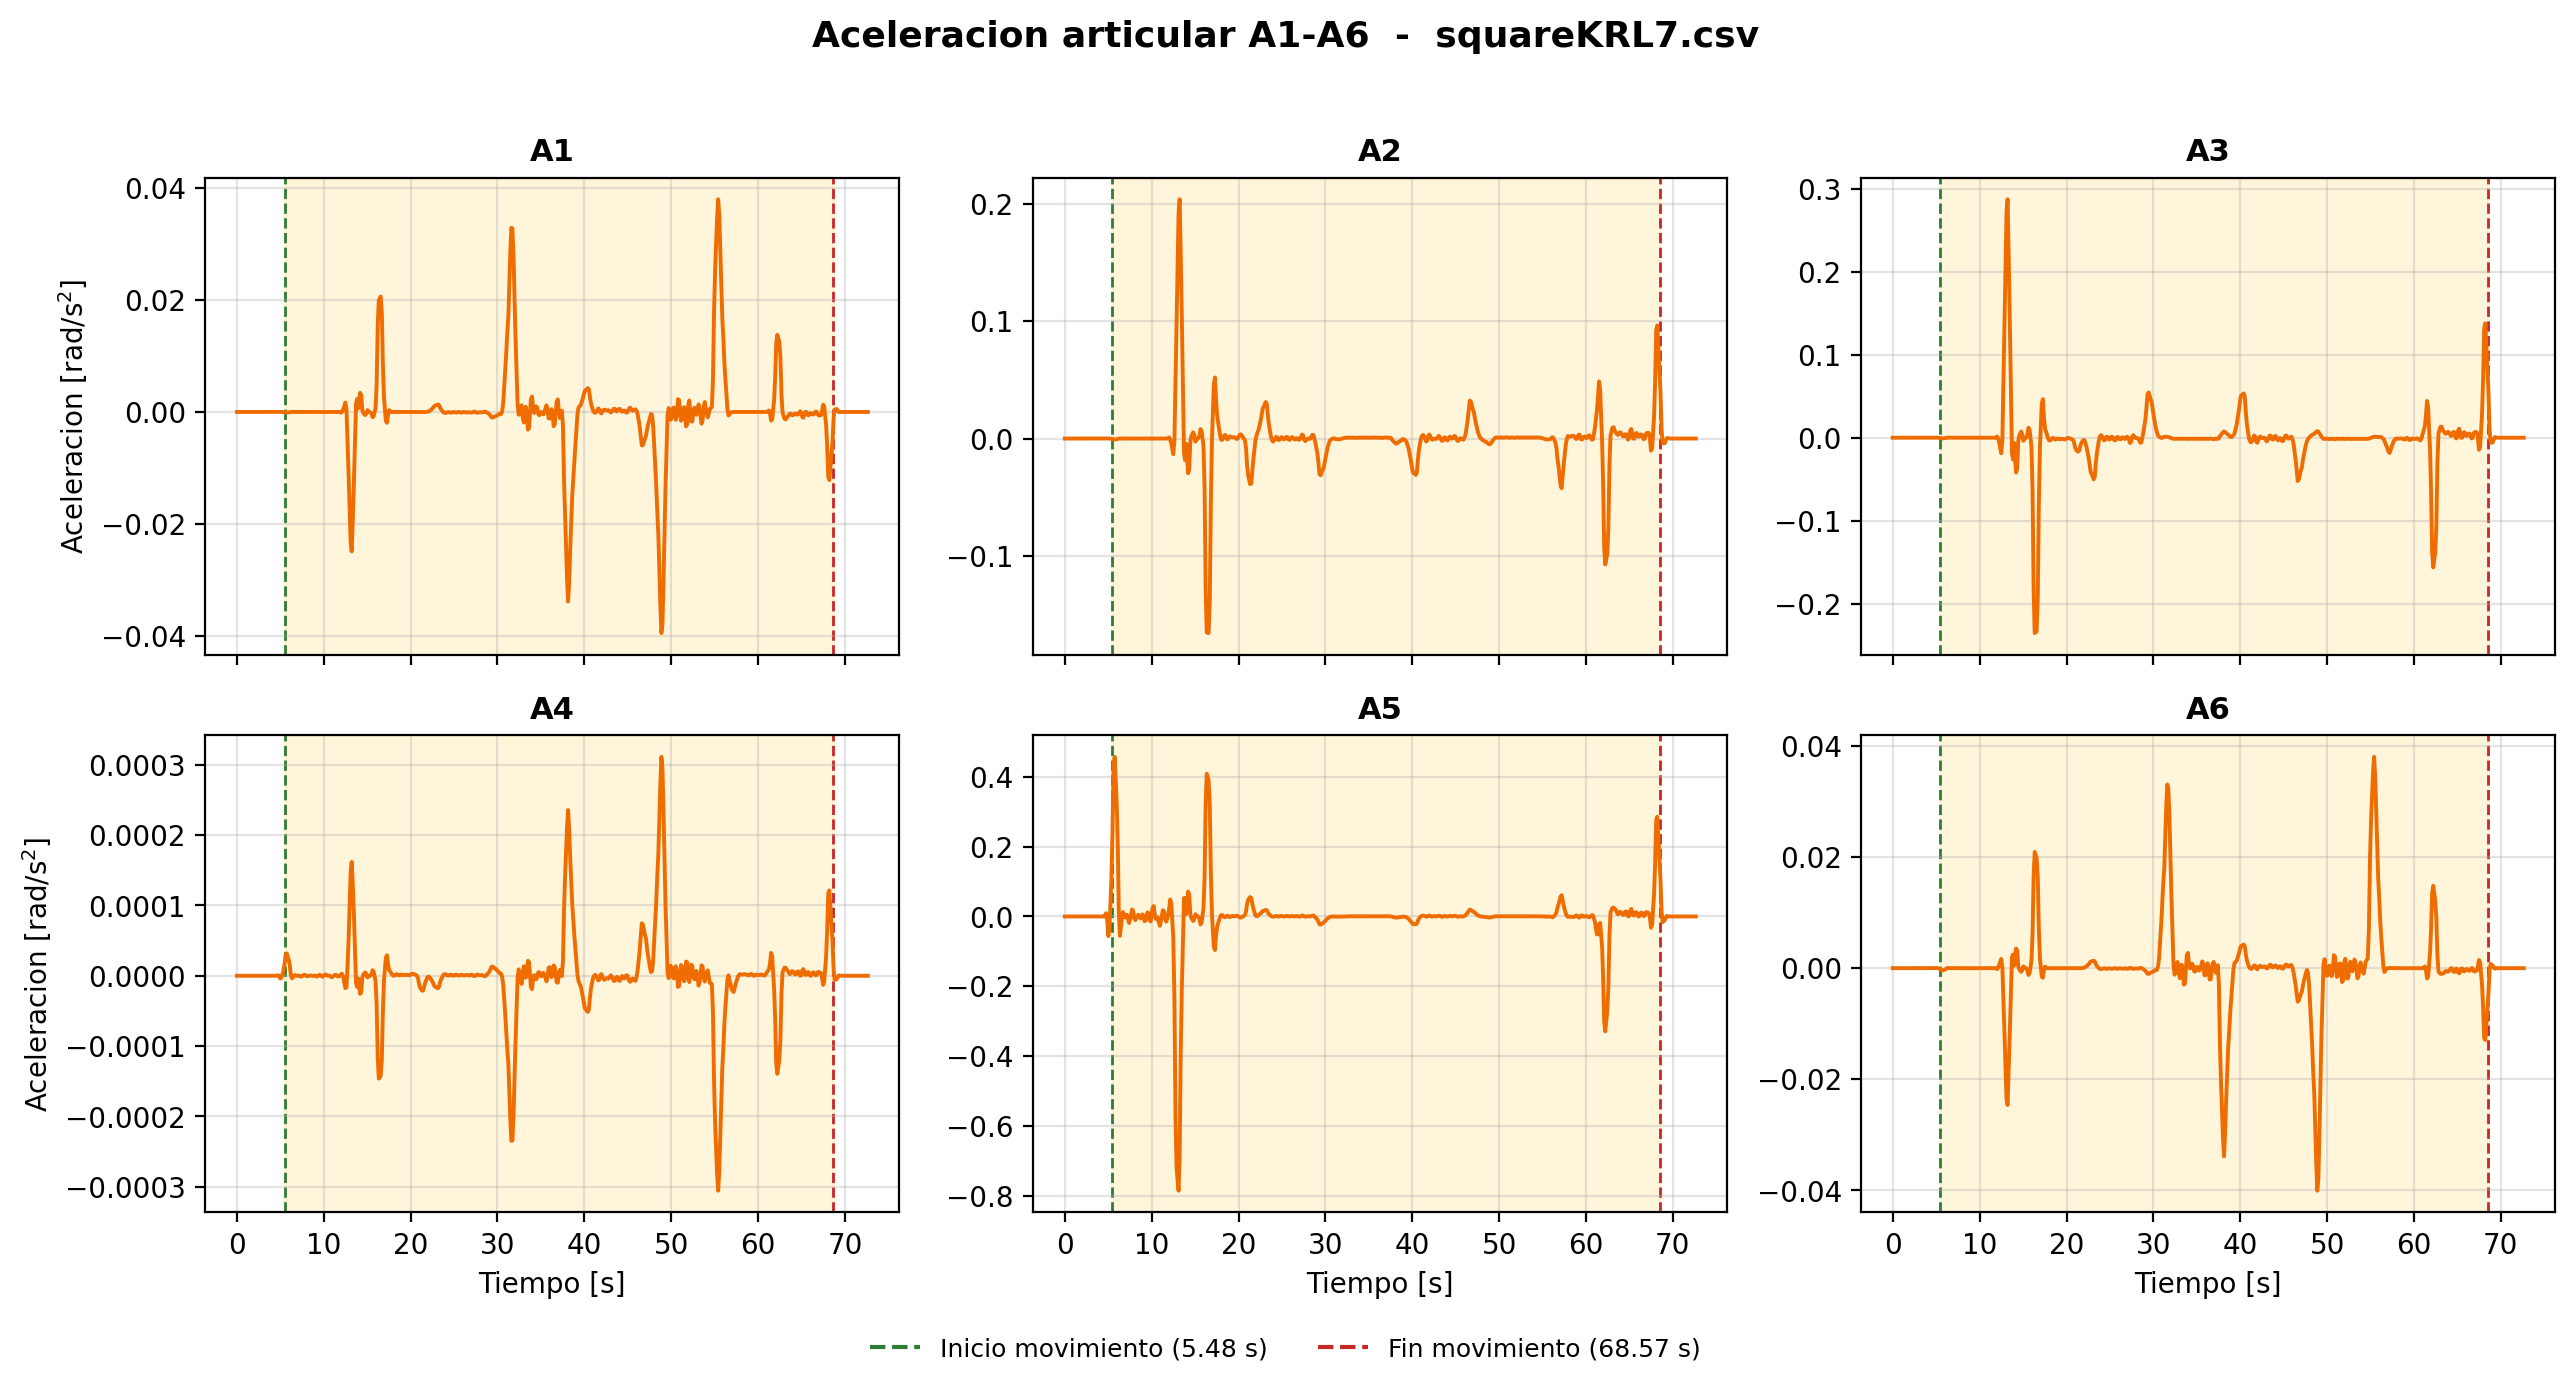 Aceleracion articular A1-A6 - squareKRL7.csv
A1
A2
A3
Aceleracion [rad/s²]
0.04
0.02
0.00
−0.02
−0.04
0.2
0.1
0.0
−0.1
0.3
0.2
0.1
0.0
−0.1
−0.2
A4
A5
A6
Aceleracion [rad/s²]
0.0003
0.0002
0.0001
0.0000
−0.0001
−0.0002
−0.0003
0.4
0.2
0.0
−0.2
−0.4
−0.6
−0.8
0.04
0.02
0.00
−0.02
−0.04
0 10 20 30 40 50 60 70
0 10 20 30 40 50 60 70
0 10 20 30 40 50 60 70
Tiempo [s]
Tiempo [s]
Tiempo [s]
Inicio movimiento (5.48 s)
Fin movimiento (68.57 s)